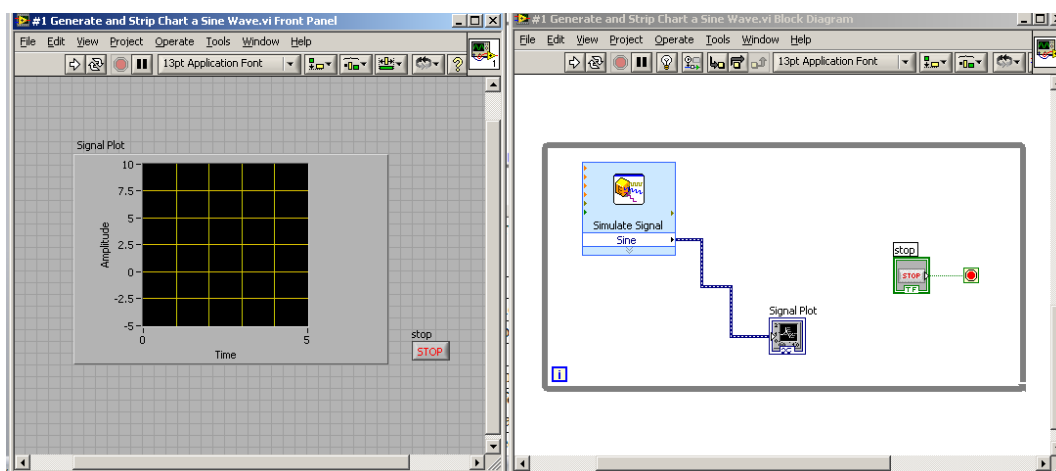 #1 Generate and Strip Chart a Sine Wave.vi Front Panel
File Edit View Project Operate Tools Window Help
13pt Application Font
1
Signal Plot
10
7.5
5
2.5
0
-2.5
-5
Amplitude
0 5
Time
stop
STOP
#1 Generate and Strip Chart a Sine Wave.vi Block Diagram
File Edit View Project Operate Tools Window Help
13pt Application Font
Simulate Signal
Sine
stop
STOP
TF
Signal Plot
i